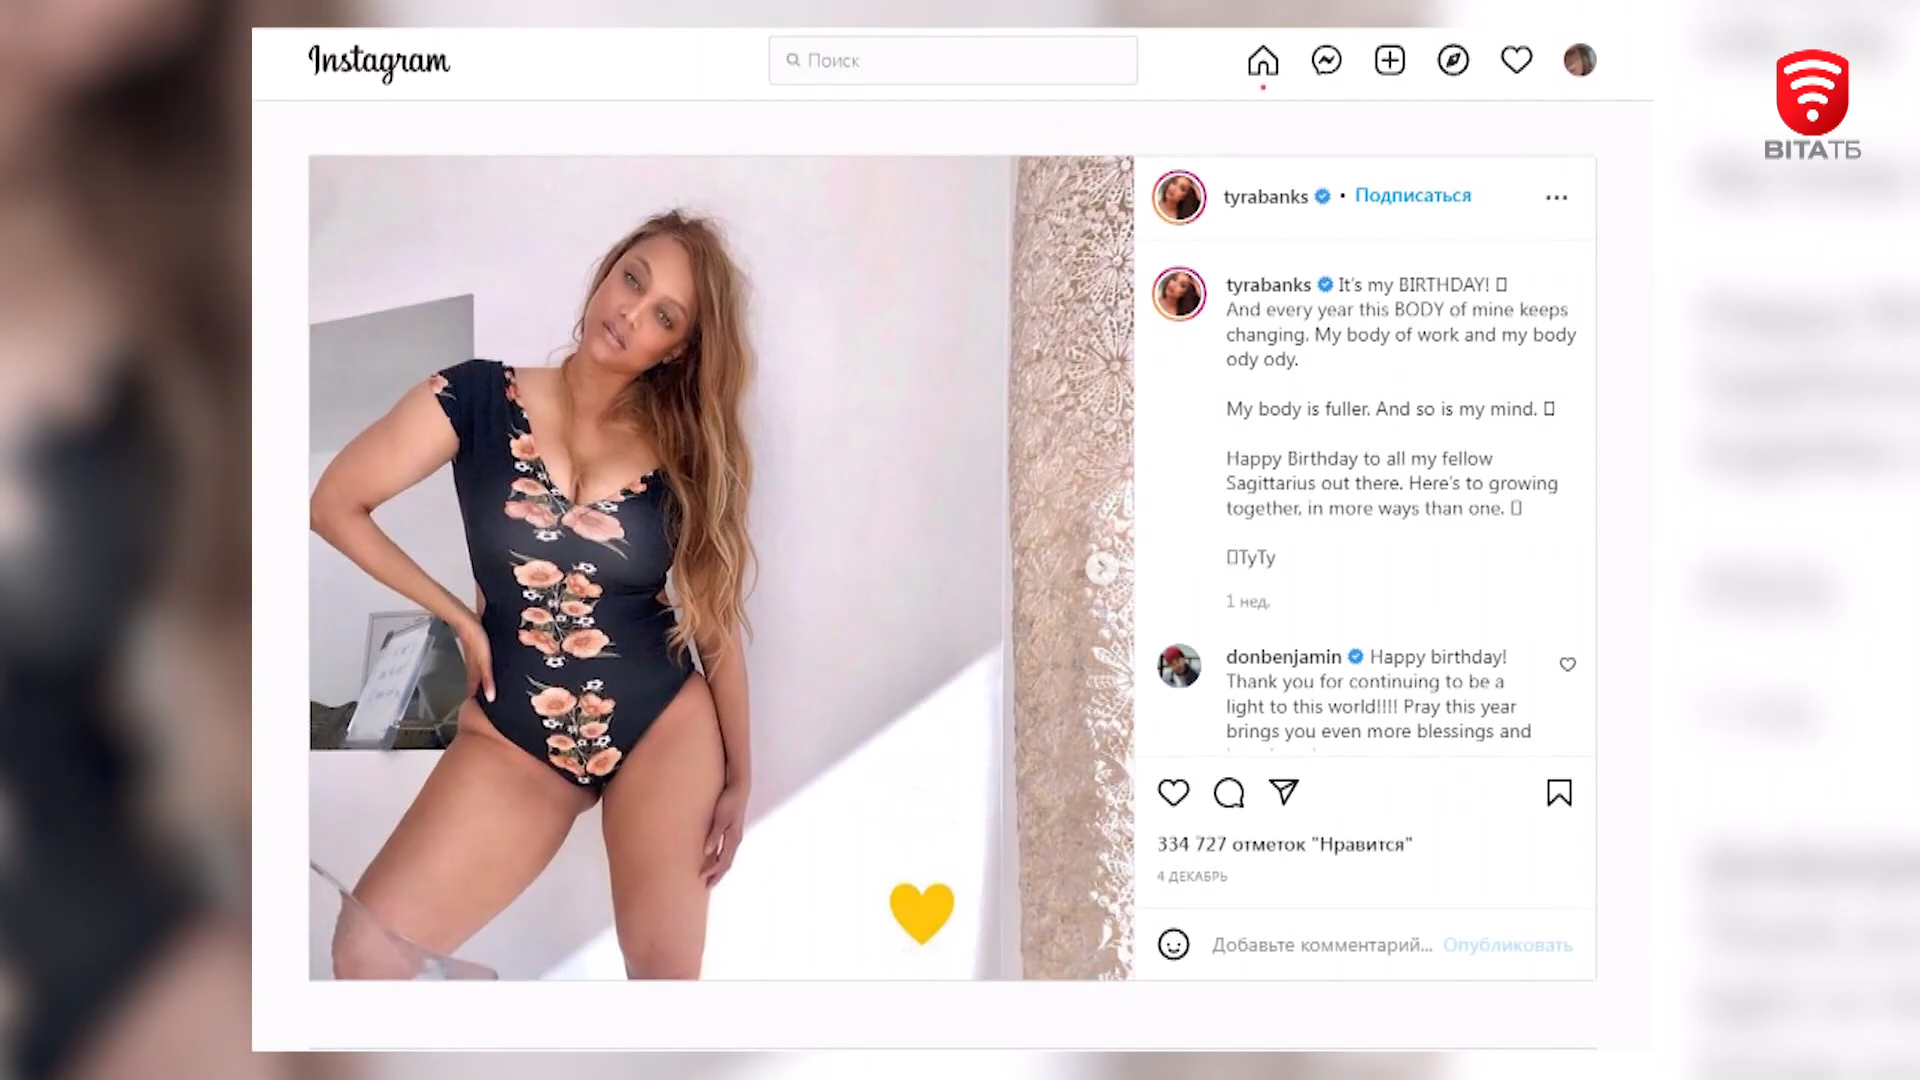 Instagram
Поиск
ВІТАТБ
tyrabanks • Подписаться
tyrabanks It's my BIRTHDAY!
And every year this BODY of mine keeps
changing. My body of work and my body
ody ody.
My body is fuller. And so is my mind.
Happy Birthday to all my fellow
Sagittarius out there. Here's to growing
together, in more ways than one.
TyTy
1 нед.
donbenjamin Happy birthday!
Thank you for continuing to be a
light to this world!!!! Pray this year
brings you even more blessings and
334 727 отметок "Нравится"
4 ДЕКАБРЬ
Добавьте комментарий... Опубликовать